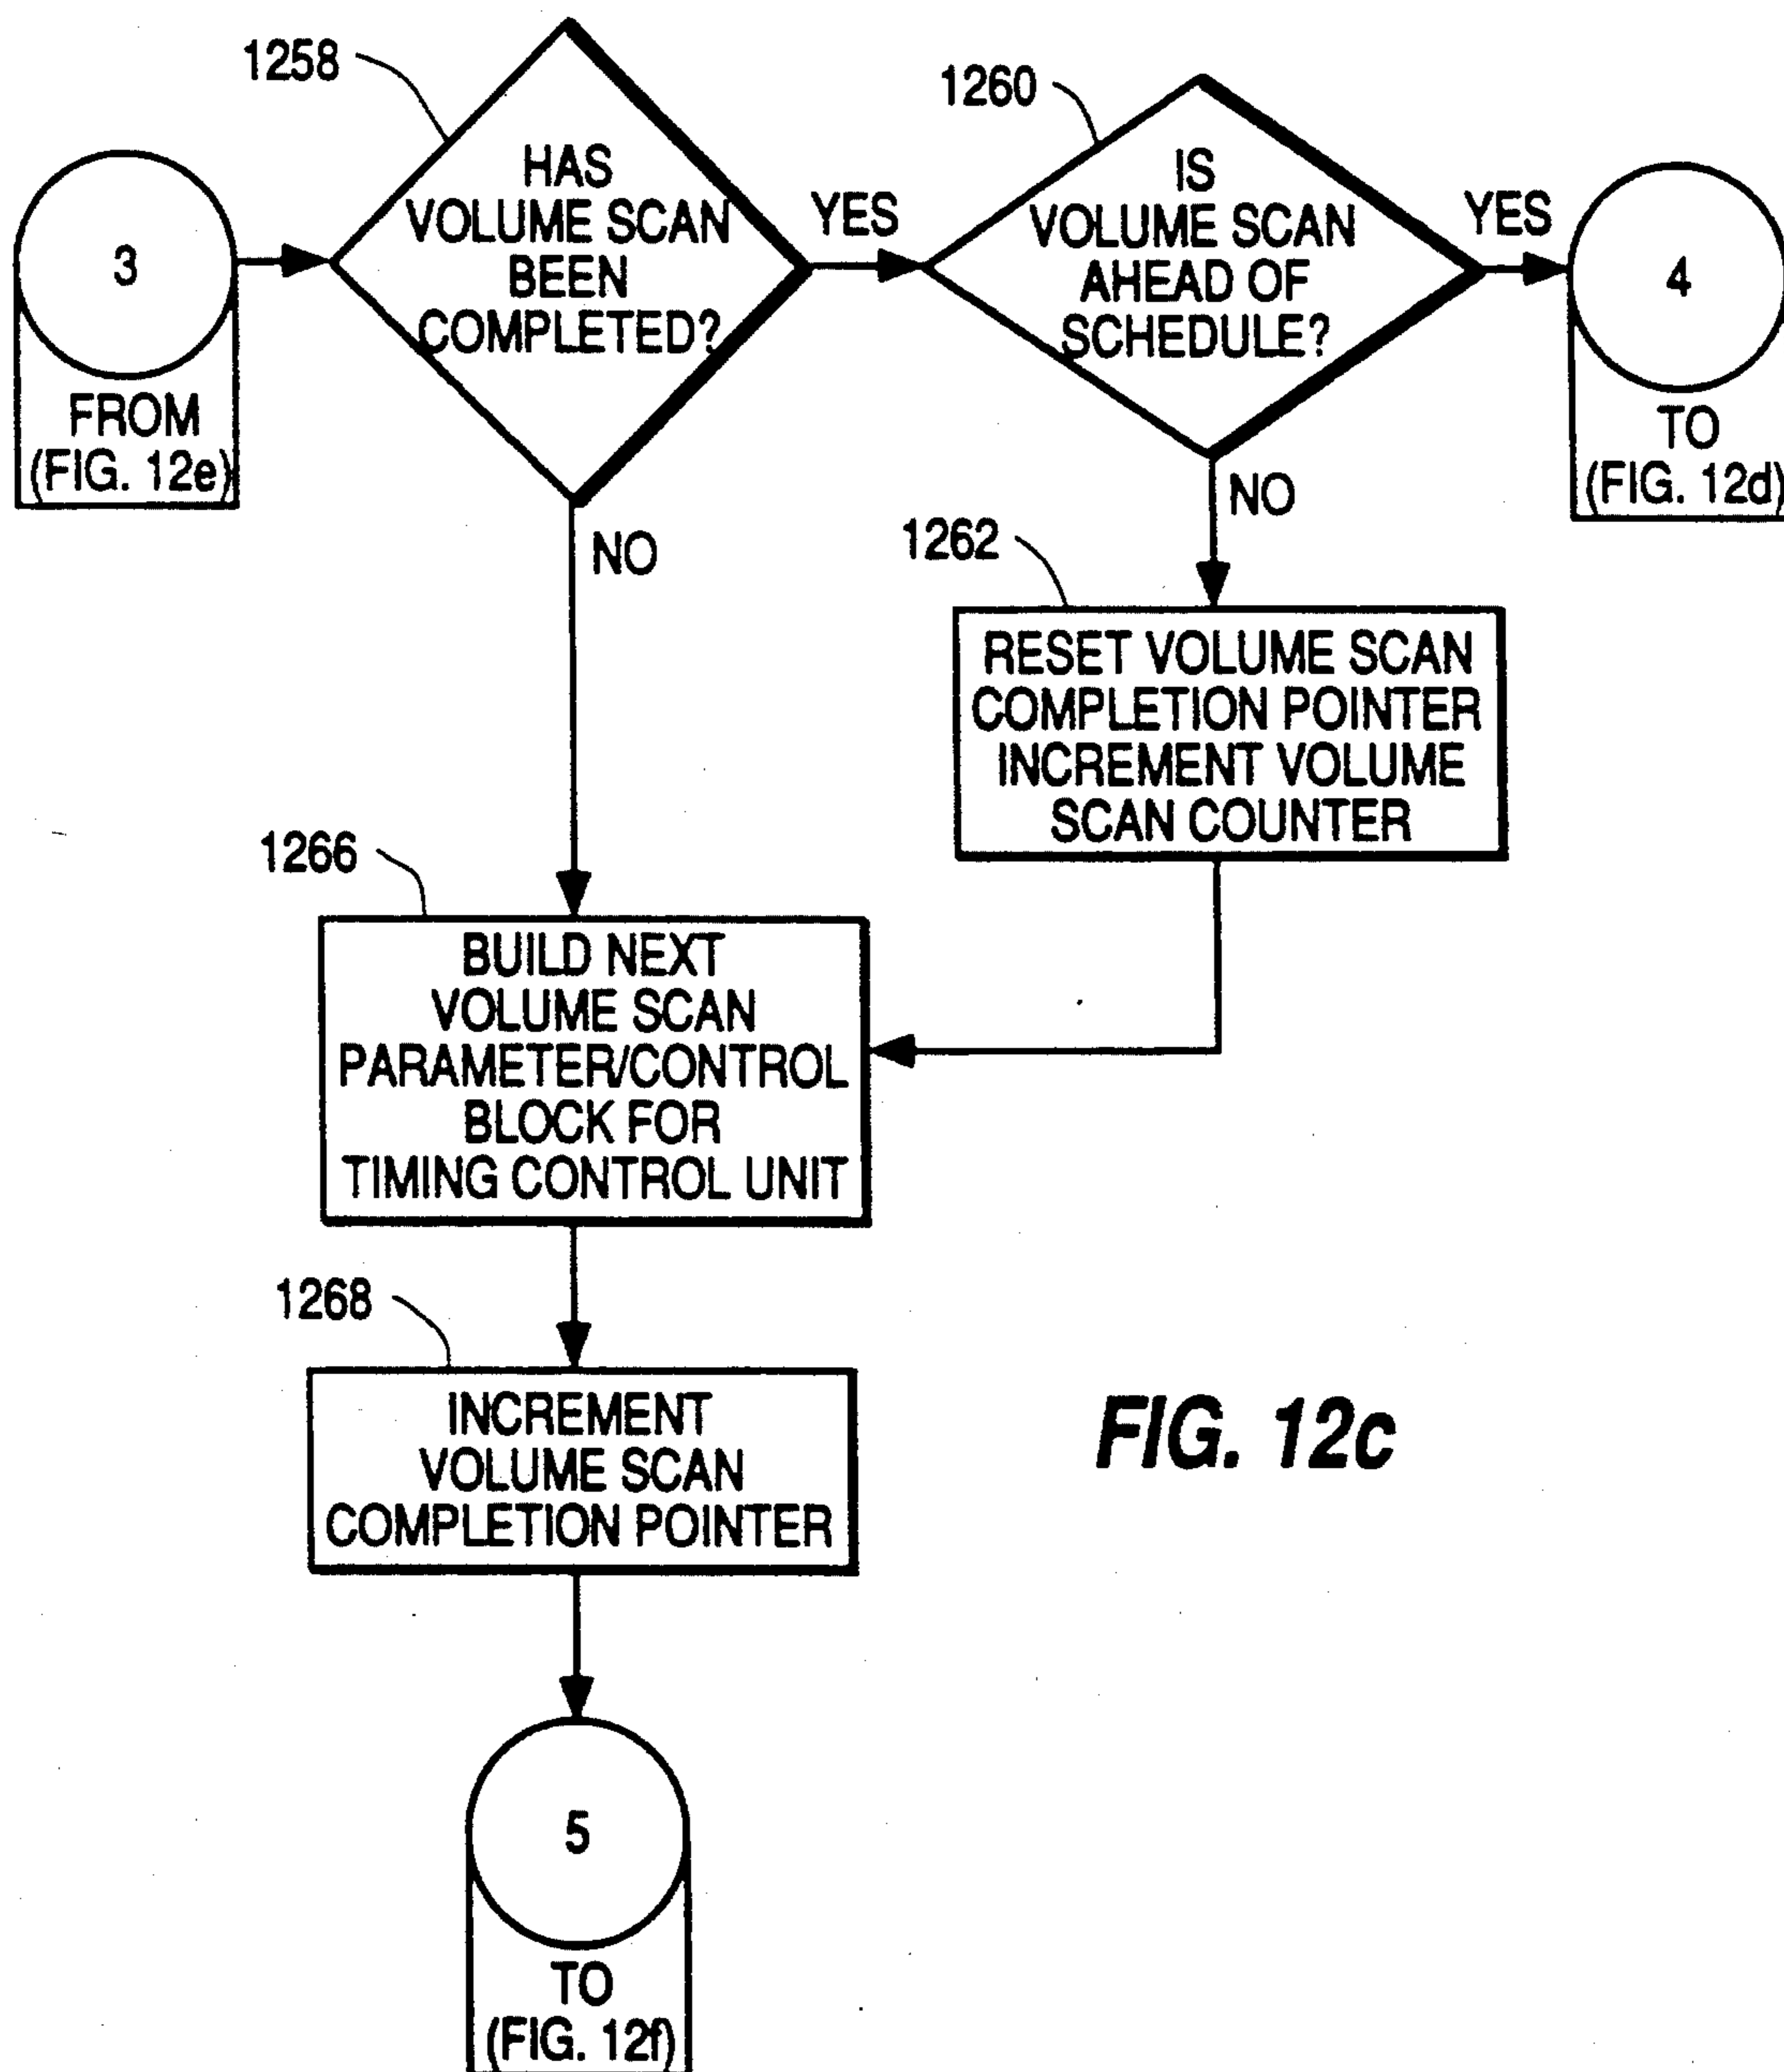 1258
HAS
VOLUME SCAN
BEEN
COMPLETED?
YES
1260
IS
VOLUME SCAN
AHEAD OF
SCHEDULE?
YES
3
FROM
(FIG. 12e)
4
TO
(FIG. 12d)
NO
NO
1262
RESET VOLUME SCAN
COMPLETION POINTER
INCREMENT VOLUME
SCAN COUNTER
1266
BUILD NEXT
VOLUME SCAN
PARAMETER/CONTROL
BLOCK FOR
TIMING CONTROL UNIT
1268
INCREMENT
VOLUME SCAN
COMPLETION POINTER
FIG. 12c
5
TO
(FIG. 12f)